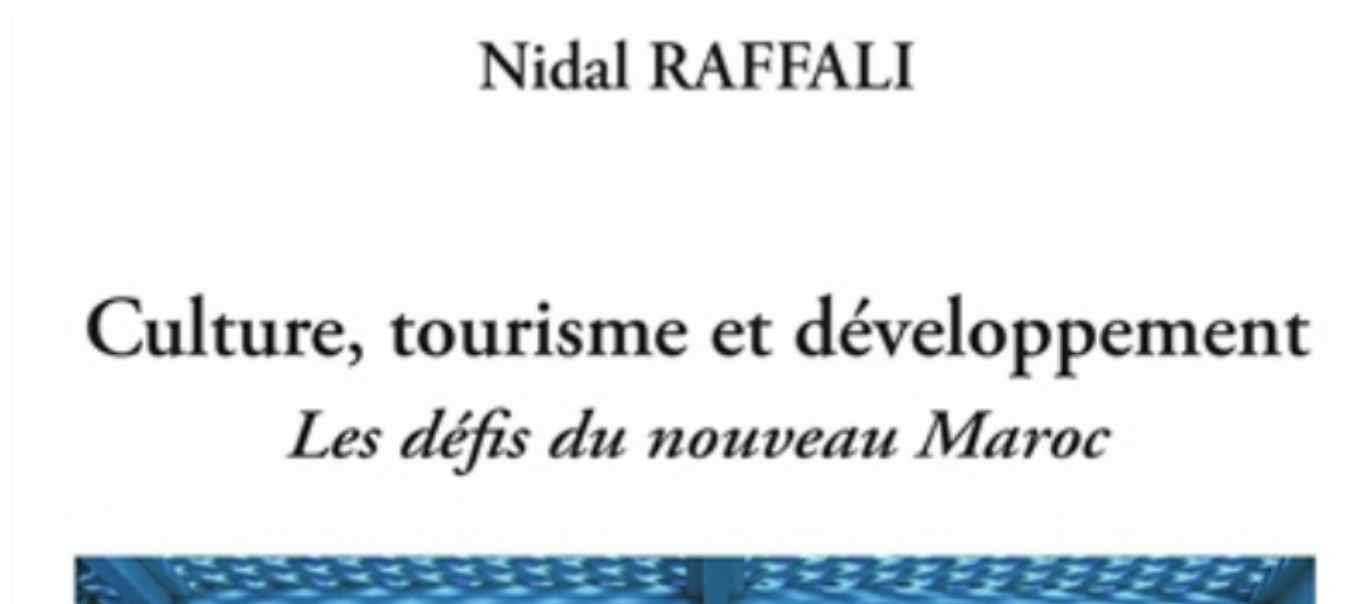 Nidal RAFFALI
Culture, tourisme et développement
Les défis du nouveau Maroc